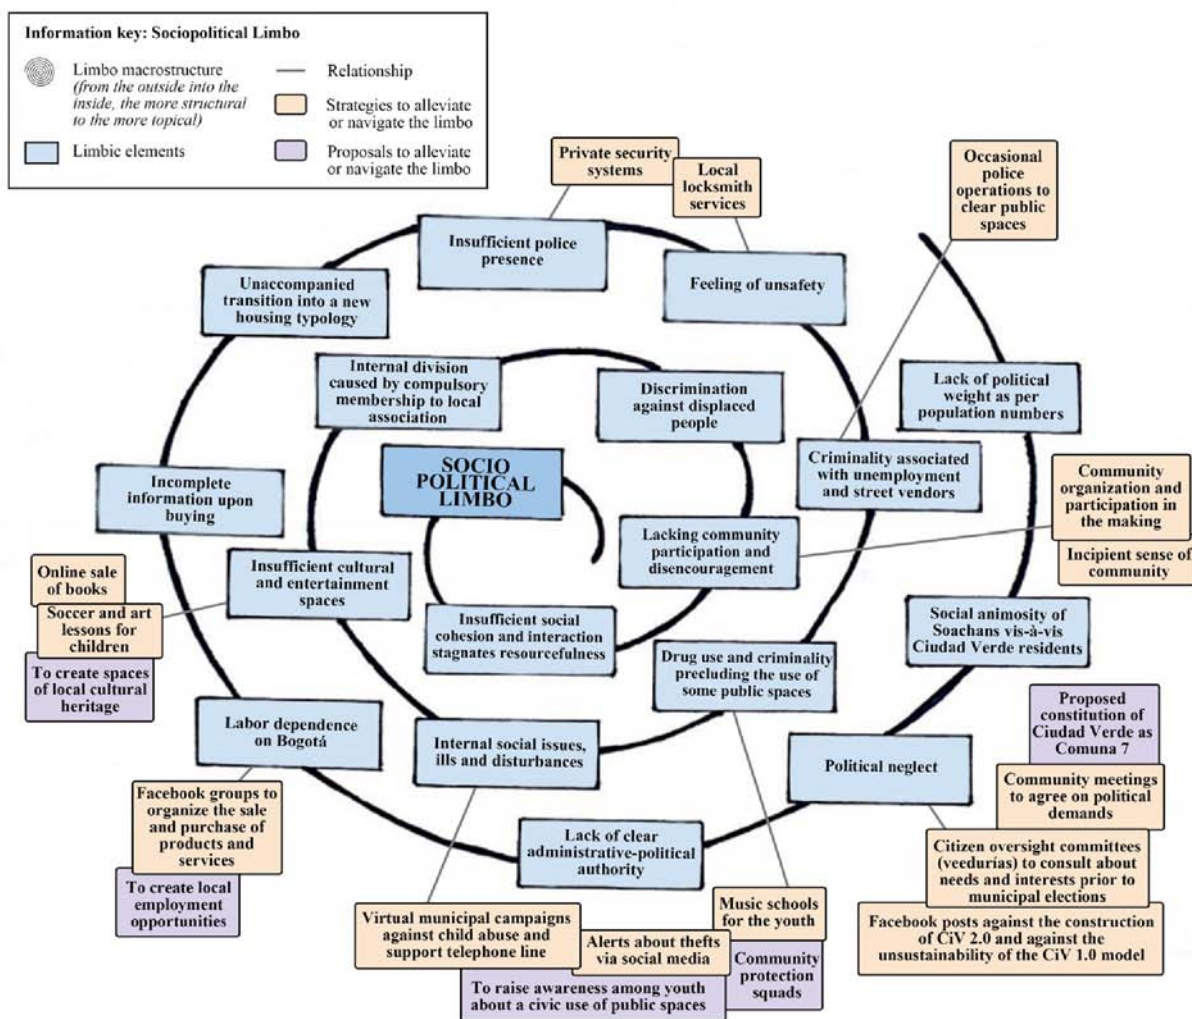 Information key: Sociopolitical Limbo
Limbo macrostructure
(from the outside into the
inside, the more structural
to the more topical)
Limbic elements
Relationship
Strategies to alleviate
or navigate the limbo
Proposals to alleviate
or navigate the limbo
Private security
systems
Local
locksmith
services
Occasional
police
operations to
clear public
spaces
Insufficient police
presence
Feeling of unsafety
Unaccompanied
transition into a new
housing typology
Internal division
caused by compulsory
membership to local
association
Discrimination
against displaced
people
Lack of political
weight as per
population numbers
SOCIO
POLITICAL
LIMBO
Criminality associated
with unemployment
and street vendors
Community
organization and
participation in
the making
Incipient sense of
community
Incomplete
information upon
buying
Lacking community
participation and
disencouragement
Online sale
of books
Soccer and art
lessons for
children
To create spaces
of local cultural
heritage
Insufficient cultural
and entertainment
spaces
Insufficient social
cohesion and interaction
stagnates resourcefulness
Social animosity of
Soachans vis-à-vis
Ciudad Verde residents
Drug use and criminality
precluding the use of
some public spaces
Labor dependence
on Bogotá
Internal social issues,
ills and disturbances
Political neglect
Proposed
constitution of
Ciudad Verde as
Comuna 7
Community meetings
to agree on political
demands
Citizen oversight committees
(veedurías) to consult about
needs and interests prior to
municipal elections
Facebook posts against the construction
of CiV 2.0 and against the
unsustainability of the CiV 1.0 model
Facebook groups to
organize the sale
and purchase of
products and
services
To create local
employment
opportunities
Lack of clear
administrative-political
authority
Virtual municipal campaigns
against child abuse and
support telephone line
Alerts about thefts
via social media
To raise awareness among youth
about a civic use of public spaces
Music schools
for the youth
Community
protection
squads